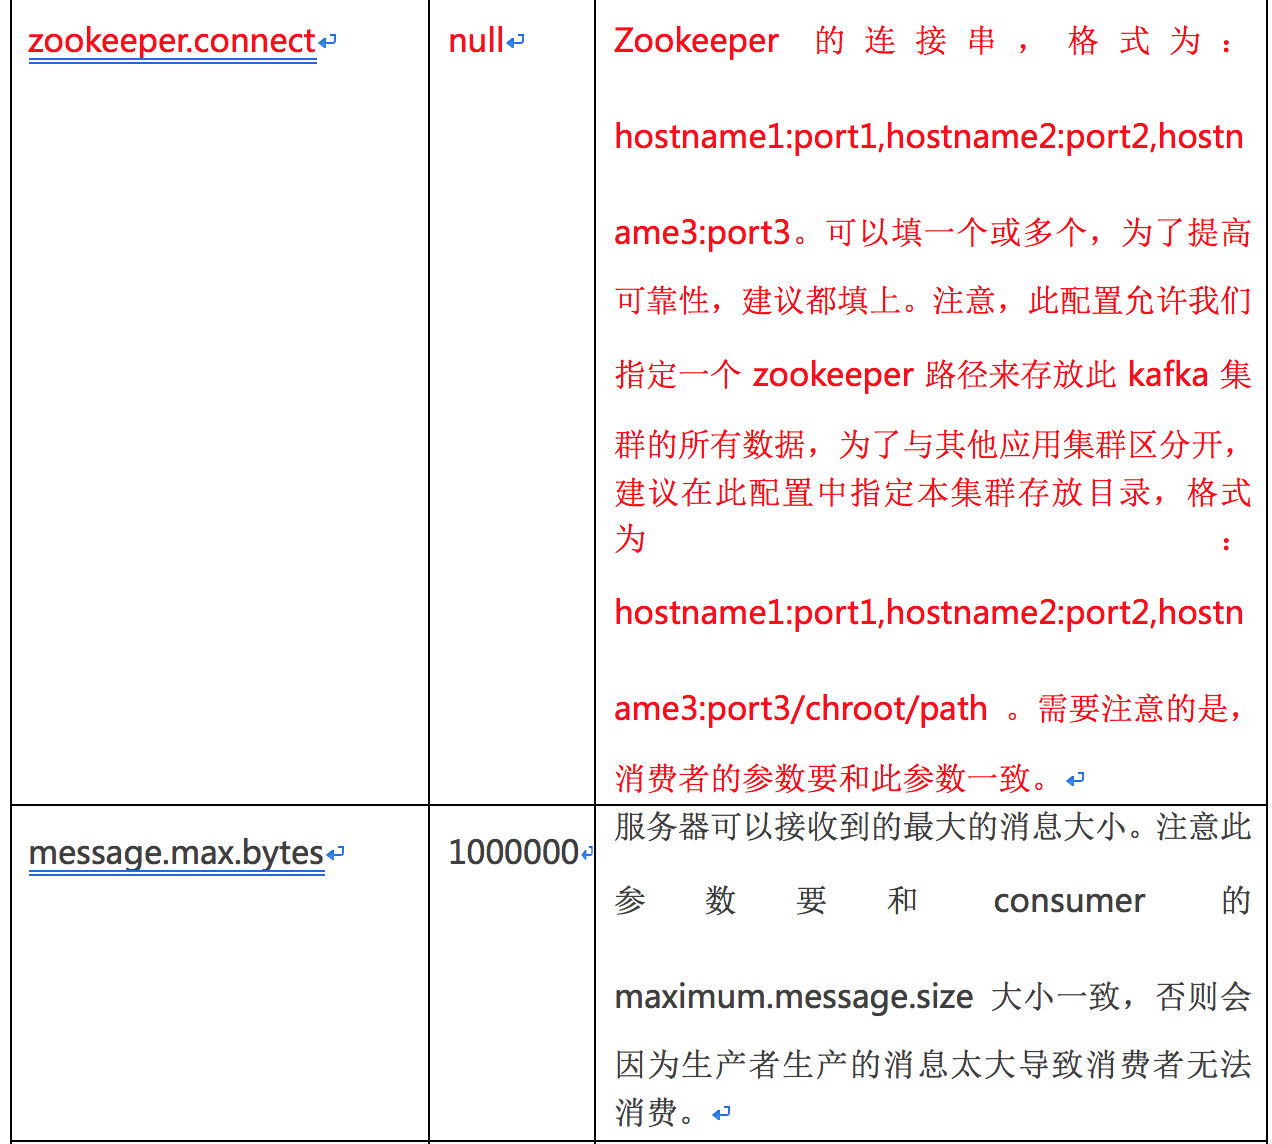 zookeeper.connect
null
Zookeeper 的连接串，格式为：
hostname1:port1,hostname2:port2,hostn
ame3:port3。可以填一个或多个，为了提高
可靠性，建议都填上。注意，此配置允许我们
指定一个 zookeeper 路径来存放此 kafka 集
群的所有数据，为了与其他应用集群区分开，
建议在此配置中指定本集群存放目录，格式
为：
hostname1:port1,hostname2:port2,hostn
ame3:port3/chroot/path 。需要注意的是，
消费者的参数要和此参数一致。
message.max.bytes
1000000
服务器可以接收到的最大的消息大小。注意此
参数要和 consumer 的
maximum.message.size 大小一致，否则会
因为生产者生产的消息太大导致消费者无法
消费。